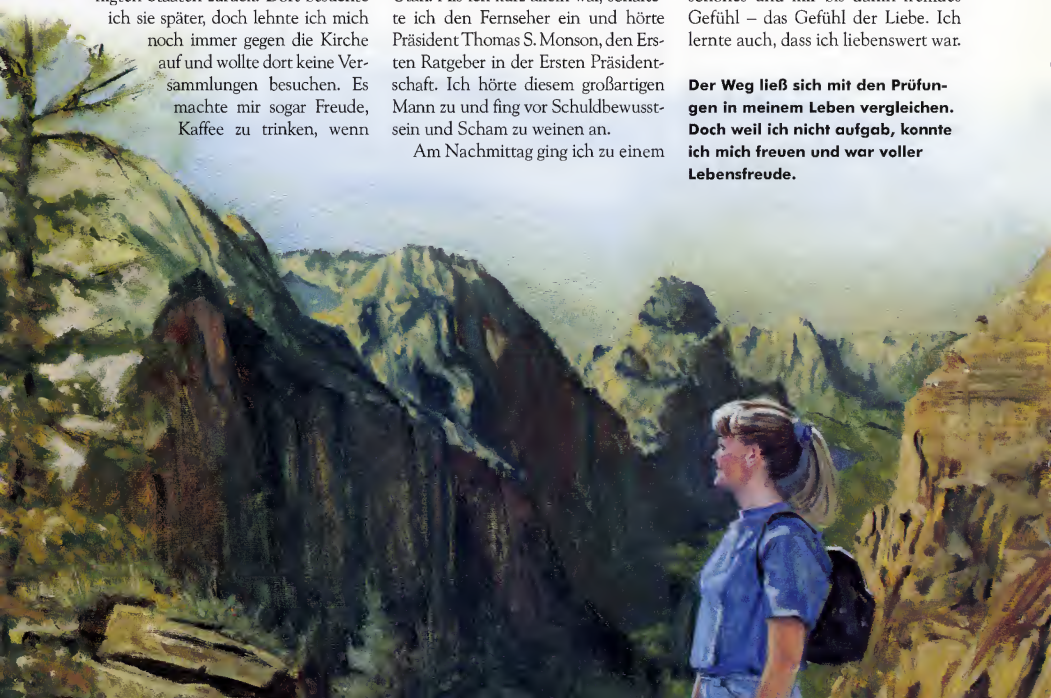 ich sie später, doch lehnte ich mich
noch immer gegen die Kirche
auf und wollte dort keine Ver-
sammlungen besuchen. Es
machte mir sogar Freude,
Kaffee zu trinken, wenn
te ich den Fernseher ein und hörte
Präsident Thomas S. Monson, den Ers-
ten Ratgeber in der Ersten Präsident-
schaft. Ich hörte diesem großartigen
Mann zu und fing vor Schuldbewusst-
sein und Scham zu weinen an.
Am Nachmittag ging ich zu einem
Gefühl – das Gefühl der Liebe. Ich
lernte auch, dass ich liebenswert war.
Der Weg ließ sich mit den Prüfun-
gen in meinem Leben vergleichen.
Doch weil ich nicht aufgab, konnte
ich mich freuen und war voller
Lebensfreude.